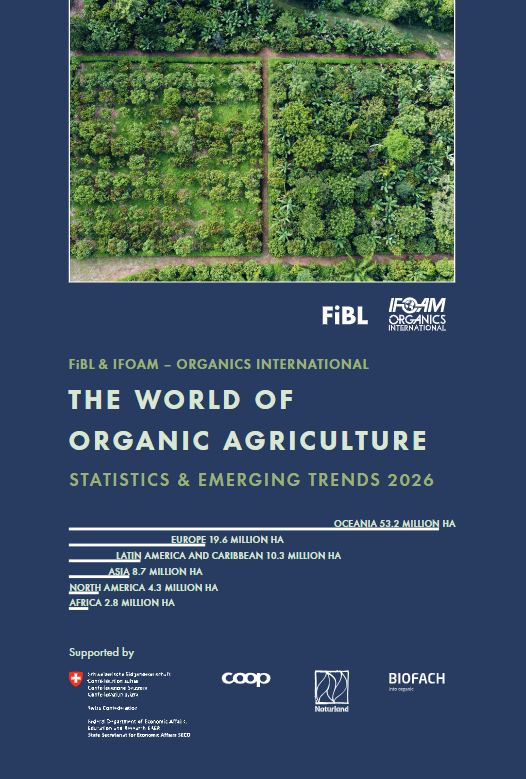 FiBL
IFOAM
ORGANICS
INTERNATIONAL
FiBL & IFOAM – ORGANICS INTERNATIONAL
THE WORLD OF
ORGANIC AGRICULTURE
STATISTICS & EMERGING TRENDS 2026
OCEANIA 53.2 MILLION HA
EUROPE 19.6 MILLION HA
LATIN AMERICA AND CARIBBEAN 10.3 MILLION HA
ASIA 8.7 MILLION HA
NORTH AMERICA 4.3 MILLION HA
AFRICA 2.8 MILLION HA
Supported by
Schweizerische Eidgenossenschaft
Confédération suisse
Confederazione Svizzera
Confederaziun svizra
Swiss Confederation
Federal Department of Economic Affairs,
Education and Research EAER
State Secretariat for Economic Affairs SECO
coop
Naturland
BIOFACH
into organic